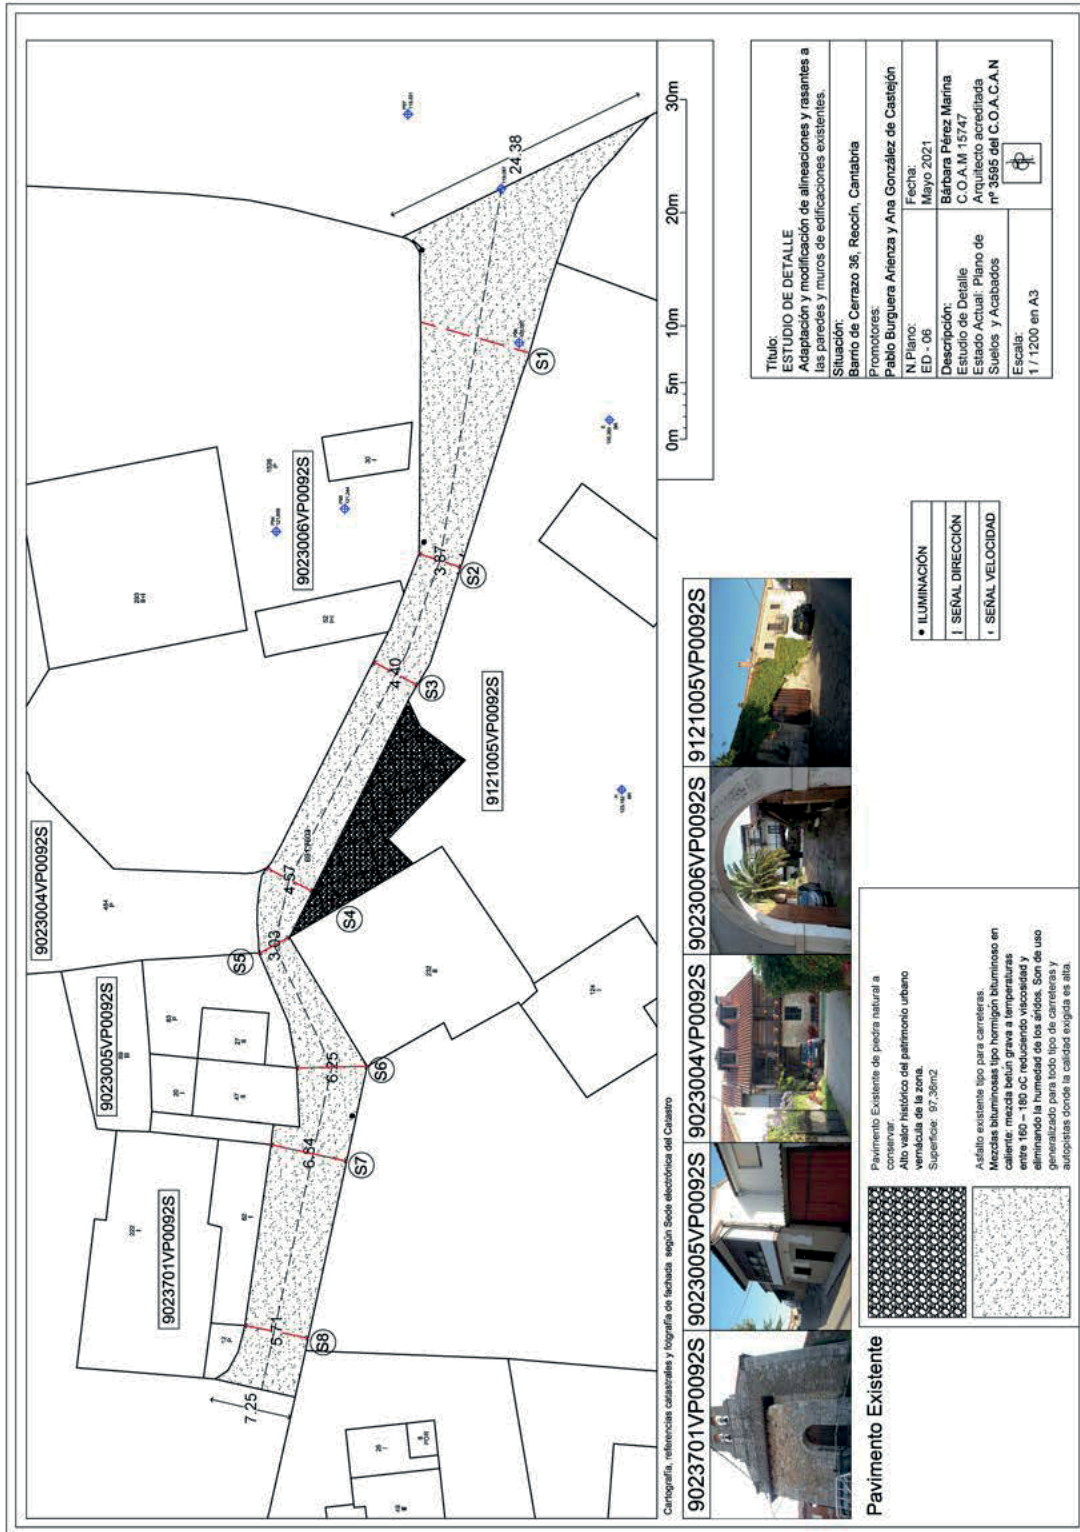 9023004VP0092S
9023005VP0092S
9023701VP0092S
9023006VP0092S
9121005VP0092S
7.25
5.71
6.84
6.25
3.03
4.57
4.40
3.87
24.38
S8
S7
S6
S5
S4
S3
S2
S1
0m
5m
10m
20m
30m
Cartografía, referencias catastrales y fotgrafía de fachada según Sede electrónica del Catastro
9023701VP0092S
9023005VP0092S
9023004VP0092S
9023006VP0092S
9121005VP0092S
Pavimento Existente
Pavimento Existente de piedra natural a
conservar.
Alto valor histórico del patrimonio urbano
vernácula de la zona.
Superficie: 97,36m2
Asfalto existente tipo para carreteras.
Mezclas bituminosas tipo hormigón bituminoso en
caliente: mezcla betún grava a temperaturas
entre 160 – 180 oC reduciendo viscosidad y
eliminando la humedad de los áridos. Son de uso
generalizado para todo tipo de carreteras y
autopistas donde la calidad exigida es alta.
ILUMINACIÓN
SEÑAL DIRECCIÓN
SEÑAL VELOCIDAD
Título:
ESTUDIO DE DETALLE
Adaptación y modificación de alineaciones y rasantes a
las paredes y muros de edificaciones existentes.
Situación:
Barrio de Cerrazo 36, Reocín, Cantabria
Promotores:
Pablo Burguera Arienza y Ana González de Castejón
N.Plano:
ED - 06
Fecha:
Mayo 2021
Descripción:
Estudio de Detalle
Estado Actual: Plano de
Suelos y Acabados
Bárbara Pérez Marina
C.O.A.M 15747
Arquitecto acreditada
nº 3595 del C.O.A.C.A.N
Escala:
1 / 1200 en A3